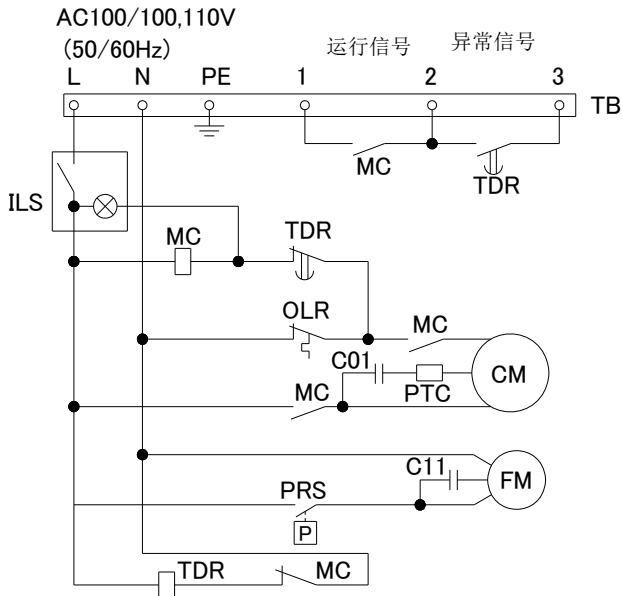 AC100/100,110V
(50/60Hz)
运行信号 异常信号
L N PE 1 2 3
TB
MC
TDR
ILS
MC TDR
OLR
MC
C01
PTC
CM
MC
C11
FM
PRS
P
TDR MC